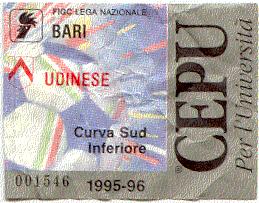 FIGC LEGA NAZIONALE
BARI
UDINESE
Curva Sud
Inferiore
001546 1995-96
®CEPU
Per l'Università